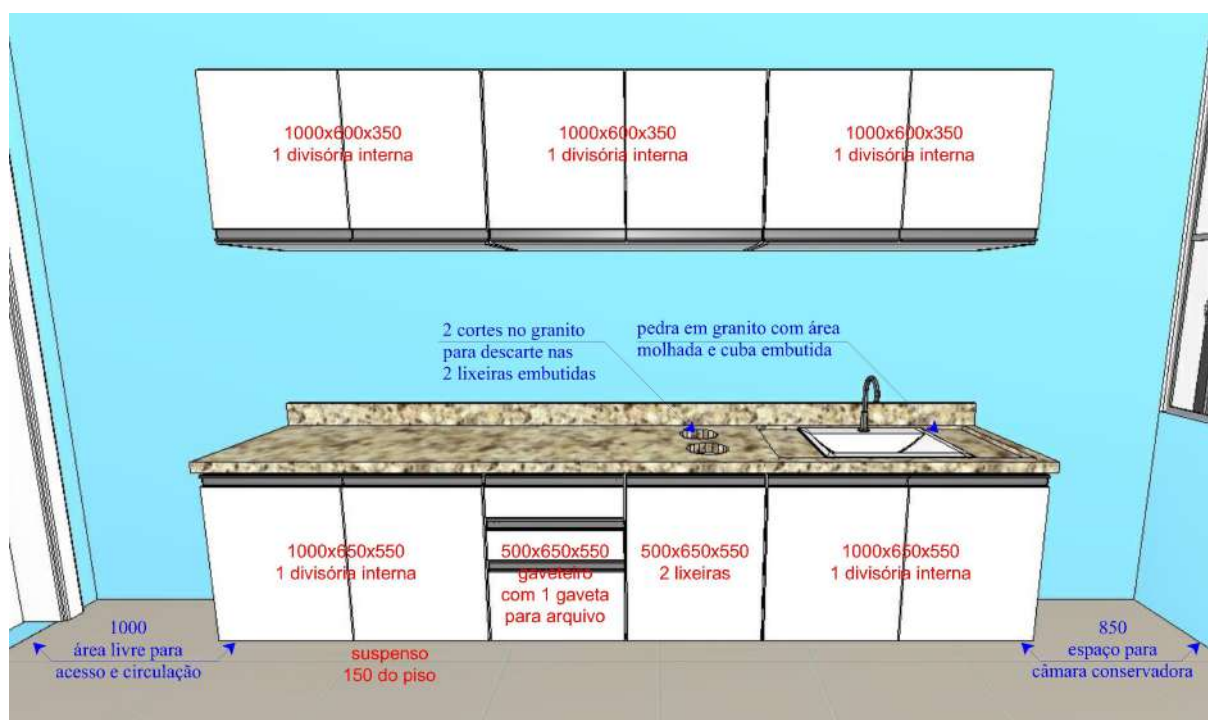 1000x600x350
1 divisória interna
1000x600x350
1 divisória interna
1000x600x350
1 divisória interna
2 cortes no granito
para descarte nas
2 lixeiras embutidas
pedra em granito com área
molhada e cuba embutida
1000x650x550
1 divisória interna
500x650x550
gaveteiro
com 1 gaveta
para arquivo
500x650x550
2 lixeiras
1000x650x550
1 divisória interna
1000
área livre para
acesso e circulação
suspenso
150 do piso
850
espaço para
câmara conservadora